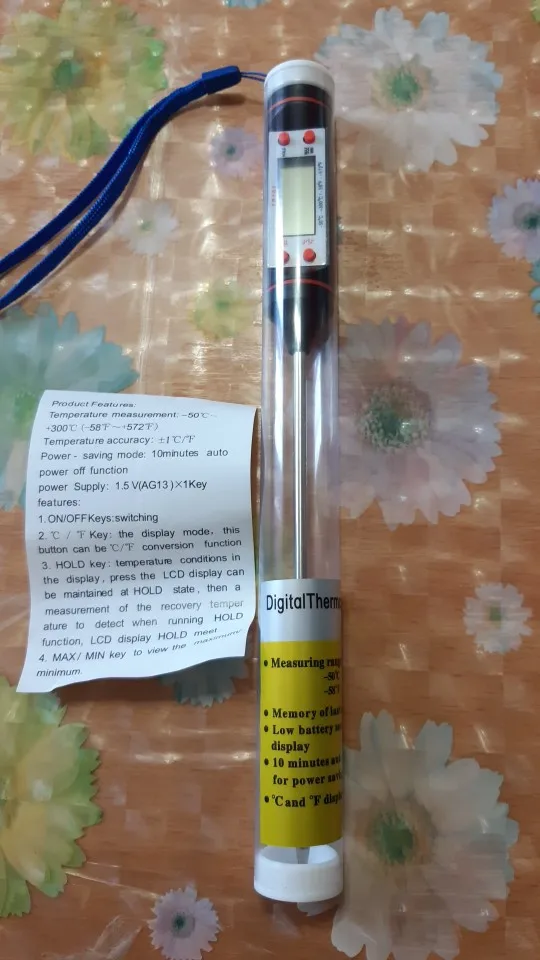 Product Features:
Temperature measurement: -50℃~
+300℃ (-58℉~+572℉)
Temperature accuracy: ±1℃/℉
Power - saving mode: 10minutes auto
power off function
power Supply: 1.5 V(AG13)×1Key
features:
1. ON/OFFKeys:switching
2. ℃ / ℉ Key: the display mode, this
button can be ℃/℉ conversion function
3. HOLD key: temperature conditions in
the display, press the LCD display can
be maintained at HOLD state, then a
measurement of the recovery temper
ature to detect when running HOLD
function, LCD display HOLD meet
4. MAX/ MIN key to view the maximum/
minimum.
DigitalThermo
• Measuring rang
-50℃
-58℉
• Memory of la
• Low battery
display
• 10 minutes au
for power savi
• ℃and ℉ displ